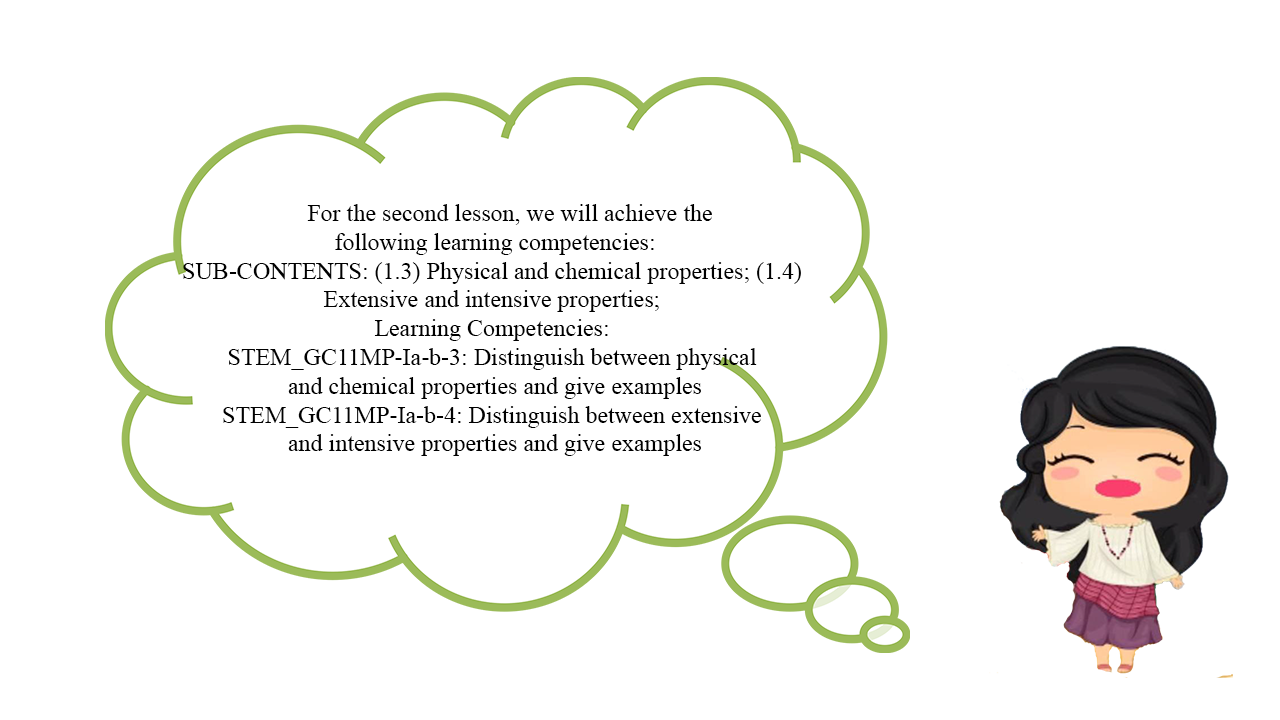 For the second lesson, we will achieve the
following learning competencies:
SUB-CONTENTS: (1.3) Physical and chemical properties; (1.4)
Extensive and intensive properties;
Learning Competencies:
STEM_GC11MP-Ia-b-3: Distinguish between physical
and chemical properties and give examples
STEM_GC11MP-Ia-b-4: Distinguish between extensive
and intensive properties and give examples